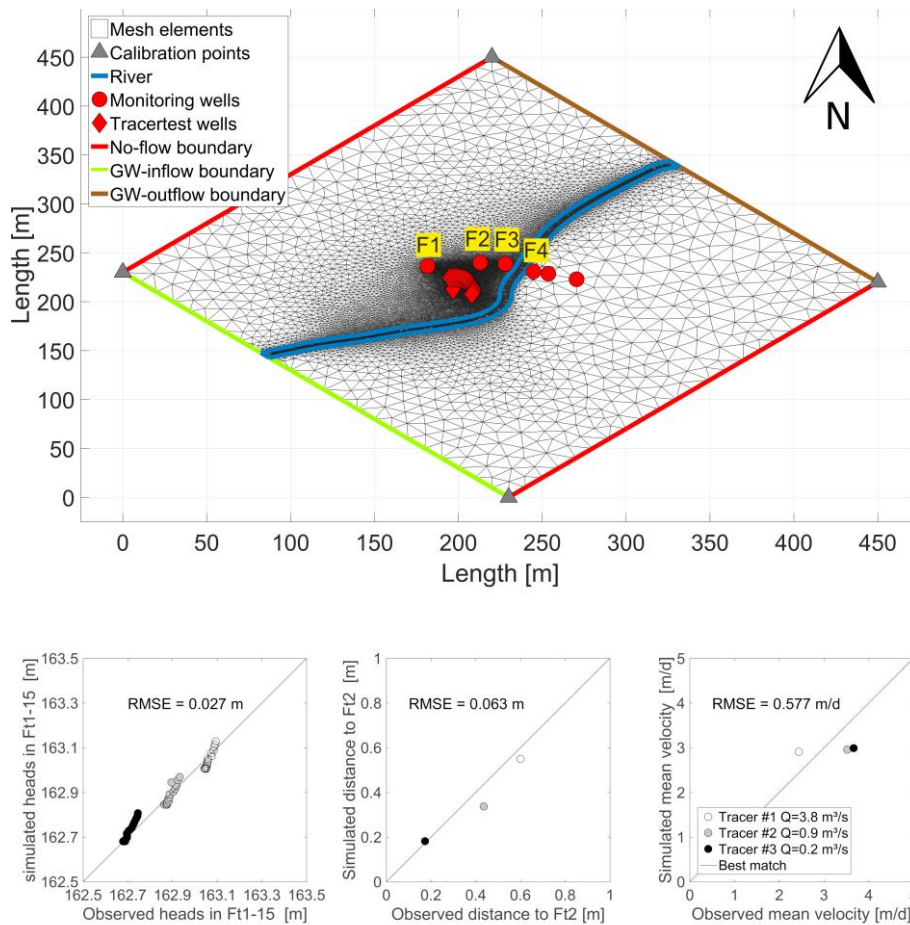 Mesh elements
Calibration points
River
Monitoring wells
Tracertest wells
No-flow boundary
GW-inflow boundary
GW-outflow boundary
N
F1
F2
F3
F4
450
400
350
300
250
200
150
100
50
0
Length [m]
0 50 100 150 200 250 300 350 400 450
Length [m]
RMSE = 0.027 m
163.5
163.1
162.9
162.7
162.5
simulated heads in Ft1-15 [m]
162.5 162.7 162.9 163.1 163.5
Observed heads in Ft1-15 [m]
RMSE = 0.063 m
1
0.8
0.6
0.4
0.2
0
Simulated distance to Ft2 [m]
0 0.2 0.4 0.6 0.8 1
Observed distance to Ft2 [m]
RMSE = 0.577 m/d
5
4
3
2
1
0
Simulated mean velocity [m/d]
Tracer #1 Q=3.8 m³/s
Tracer #2 Q=0.9 m³/s
Tracer #3 Q=0.2 m³/s
Best match
0 1 2 3 4
Observed mean velocity [m/d]